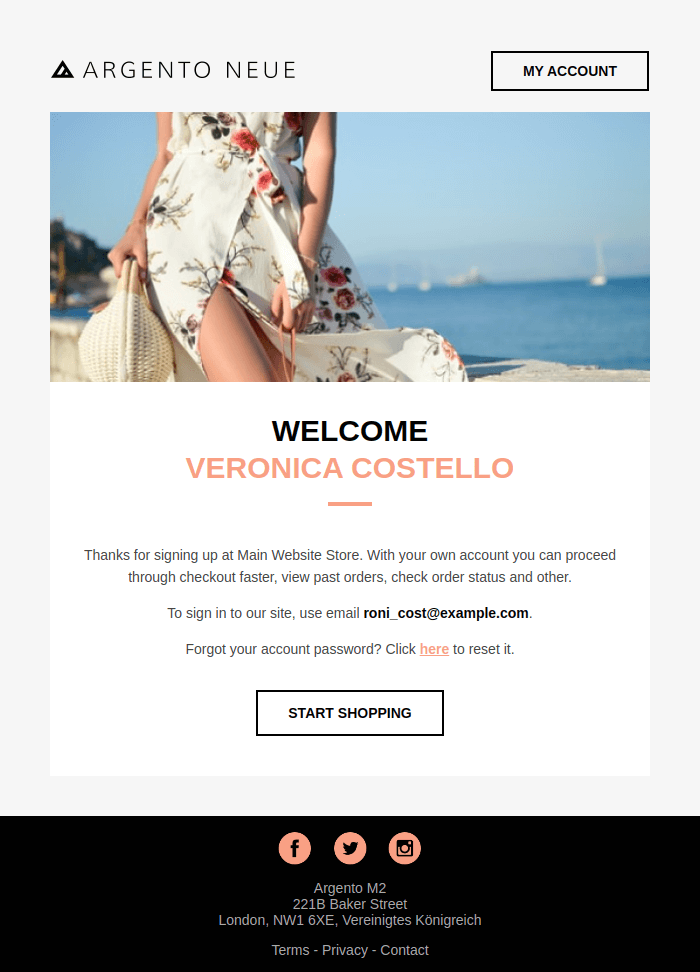 ARGENTO NEUE
MY ACCOUNT
WELCOME
VERONICA COSTELLO
Thanks for signing up at Main Website Store. With your own account you can proceed
through checkout faster, view past orders, check order status and other.
To sign in to our site, use email roni_cost@example.com.
Forgot your account password? Click here to reset it.
START SHOPPING
Argento M2
221B Baker Street
London, NW1 6XE, Vereinigtes Königreich
Terms - Privacy - Contact